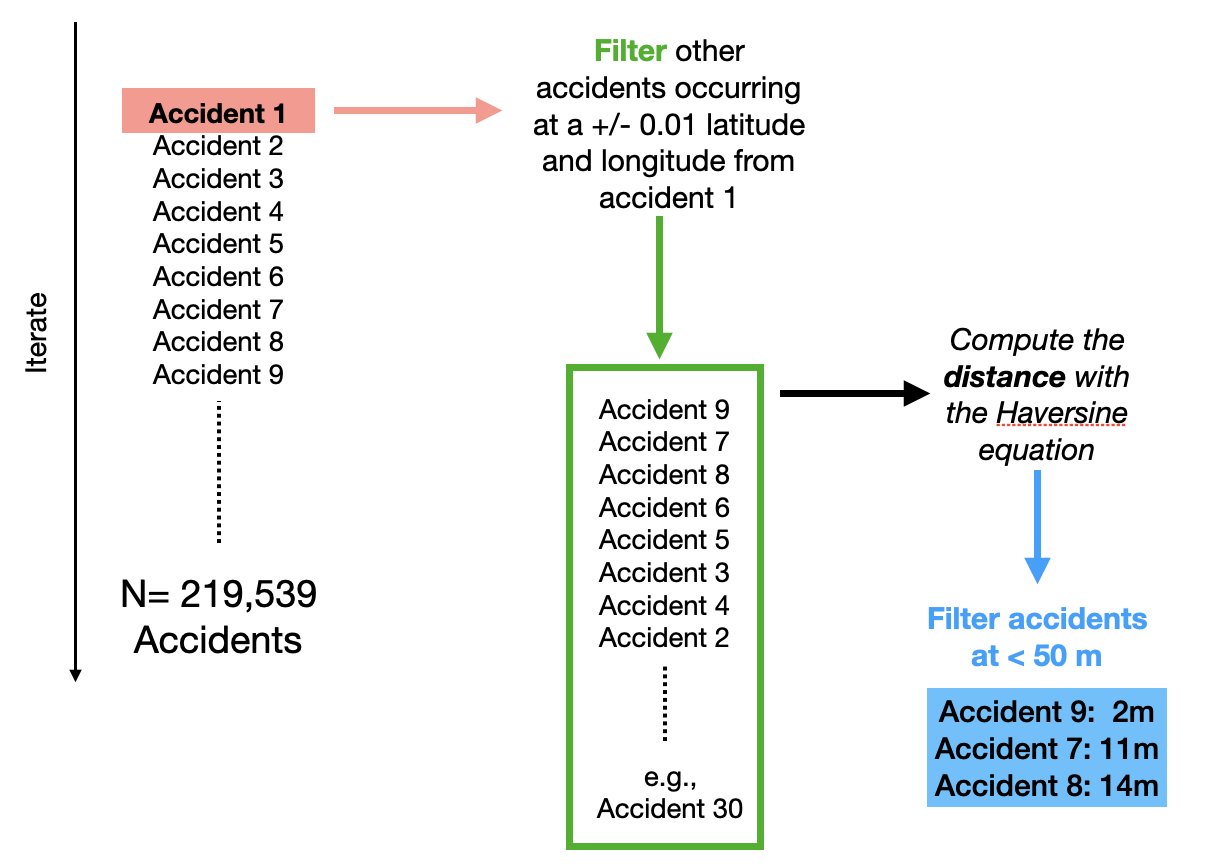 Iterate
Accident 1
Accident 2
Accident 3
Accident 4
Accident 5
Accident 6
Accident 7
Accident 8
Accident 9
N= 219,539
Accidents
Filter other
accidents occurring
at a +/- 0.01 latitude
and longitude from
accident 1
Accident 9
Accident 7
Accident 8
Accident 6
Accident 5
Accident 3
Accident 4
Accident 2
e.g.,
Accident 30
Compute the
distance with
the Haversine
equation
Filter accidents
at < 50 m
Accident 9:  2m
Accident 7: 11m
Accident 8: 14m